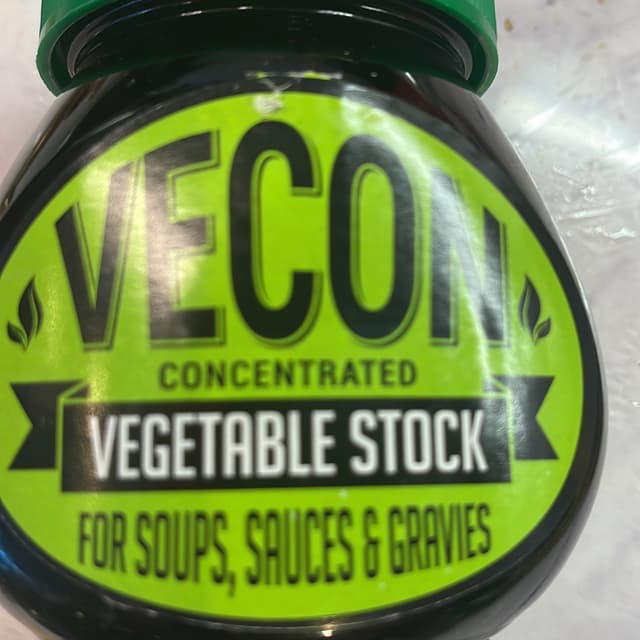 VECON
CONCENTRATED
VEGETABLE STOCK
FOR SOUPS, SAUCES & GRAVIES